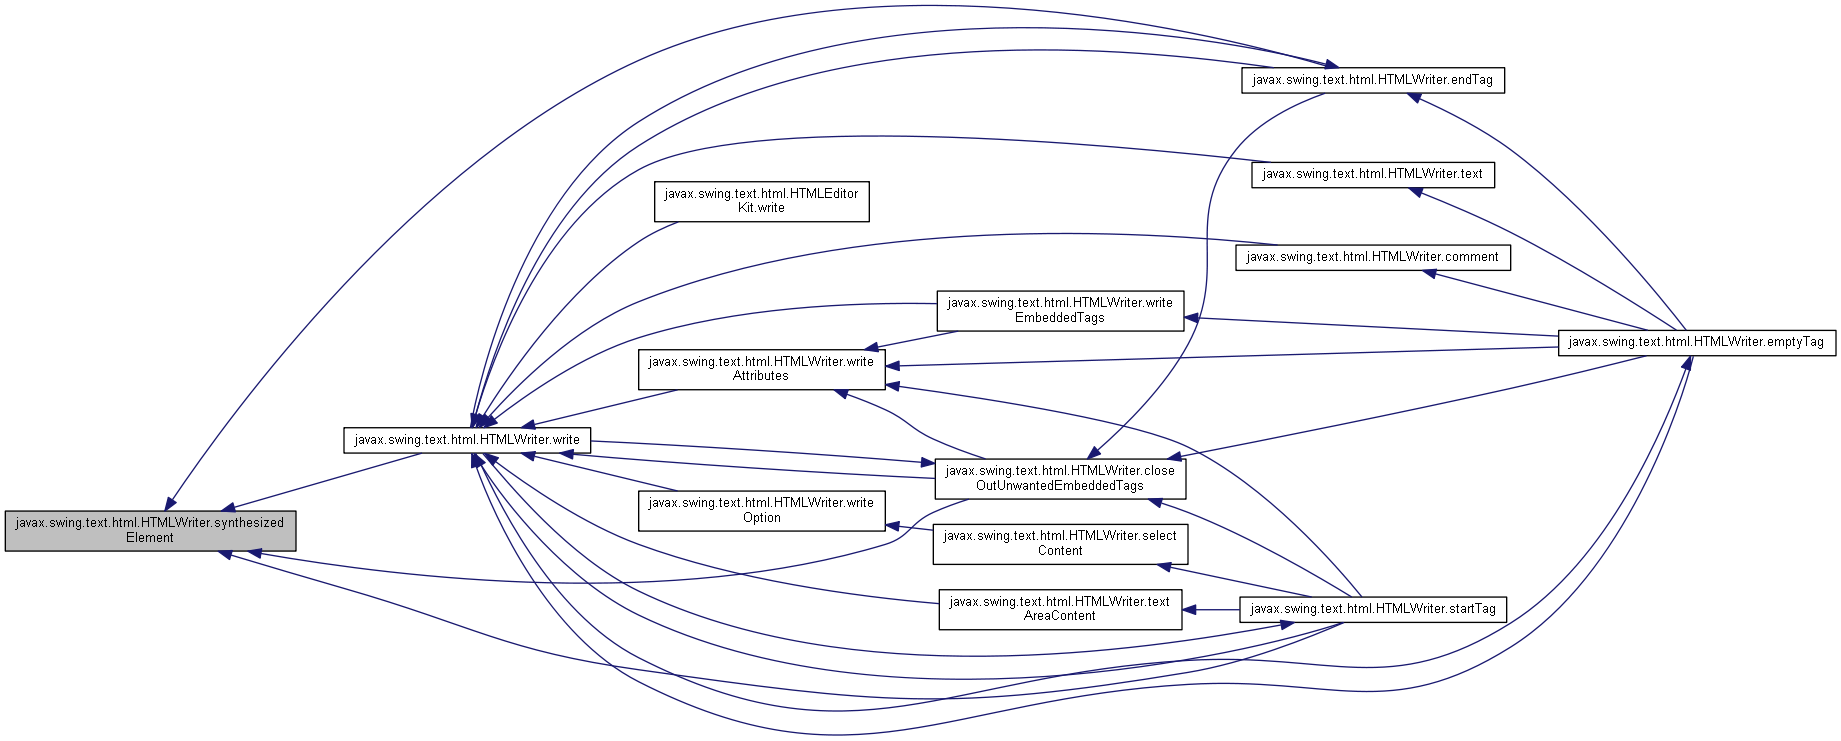 javax.swing.text.html.HTMLWriter.endTag
javax.swing.text.html.HTMLWriter.text
javax.swing.text.html.HTMLEditor
Kit.write
javax.swing.text.html.HTMLWriter.comment
javax.swing.text.html.HTMLWriter.write
EmbeddedTags
javax.swing.text.html.HTMLWriter.emptyTag
javax.swing.text.html.HTMLWriter.write
Attributes
javax.swing.text.html.HTMLWriter.write
javax.swing.text.html.HTMLWriter.close
OutUnwantedEmbeddedTags
javax.swing.text.html.HTMLWriter.write
Option
javax.swing.text.html.HTMLWriter.synthesized
Element
javax.swing.text.html.HTMLWriter.select
Content
javax.swing.text.html.HTMLWriter.text
AreaContent
javax.swing.text.html.HTMLWriter.startTag